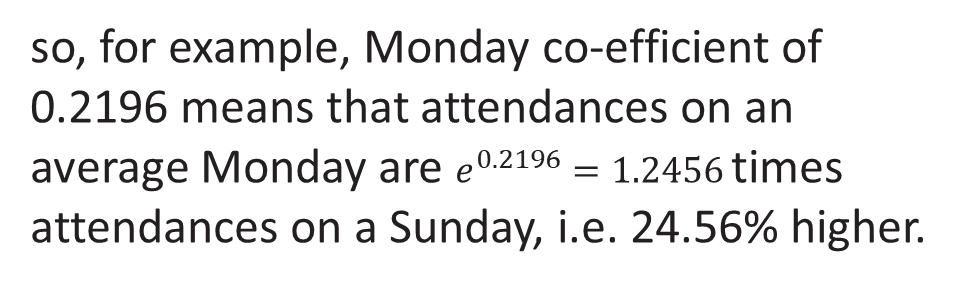 so, for example, Monday co-efficient of
0.2196 means that attendances on an
average Monday are e^0.2196 = 1.2456 times
attendances on a Sunday, i.e. 24.56% higher.